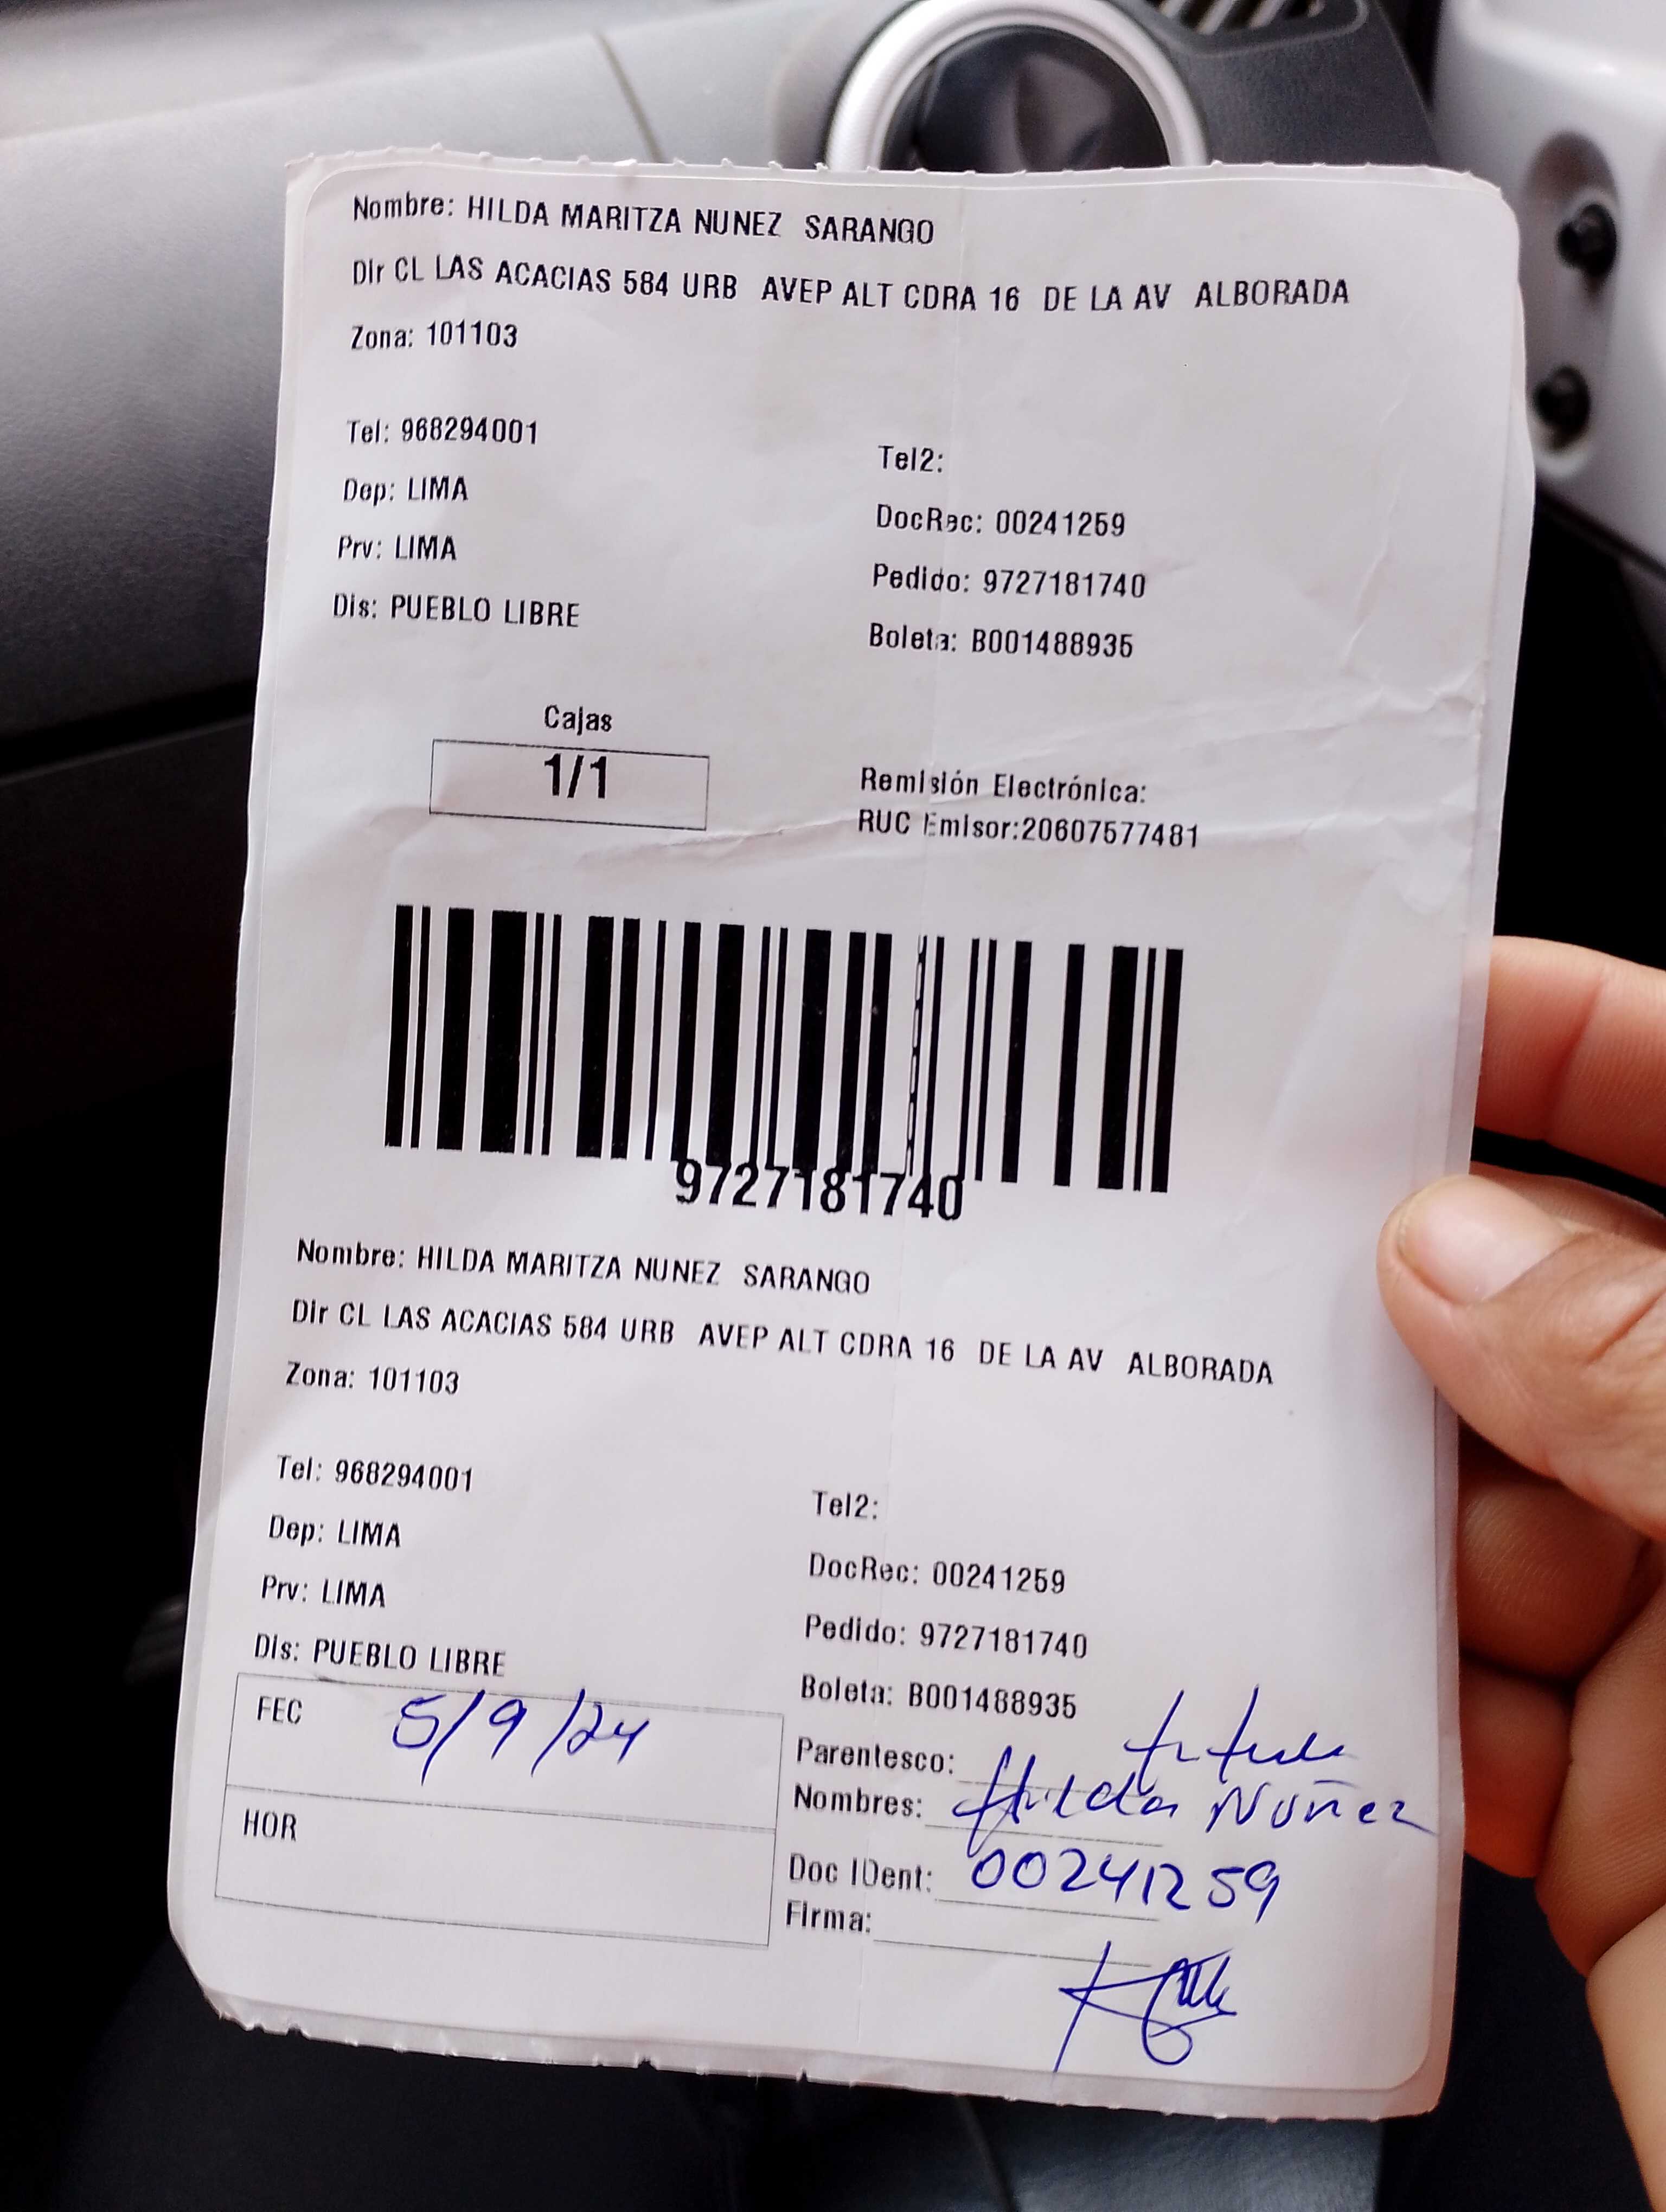 Nombre: HILDA MARITZA NUNEZ SARANGO
Dir CL LAS ACACIAS 584 URB AVEP ALT CDRA 16 DE LA AV ALBORADA
Zona: 101103
Tel: 968294001
Tel2:
Dep: LIMA
DocRec: 00241259
Prv: LIMA
Pedido: 9727181740
Dis: PUEBLO LIBRE
Boleta: B001488935
Cajas
1/1
Remisión Electrónica:
RUC Emisor:20607577481
9727181740
Nombre: HILDA MARITZA NUNEZ SARANGO
Dir CL LAS ACACIAS 584 URB AVEP ALT CDRA 16 DE LA AV ALBORADA
Zona: 101103
Tel: 968294001
Tel2:
Dep: LIMA
DocRec: 00241259
Prv: LIMA
Pedido: 9727181740
Dis: PUEBLO LIBRE
Boleta: B001488935
FEC 5/9/24
Parentesco:
Nombres: Hilda Nuñez
HOR
Doc IDent: 00241259
Firma: